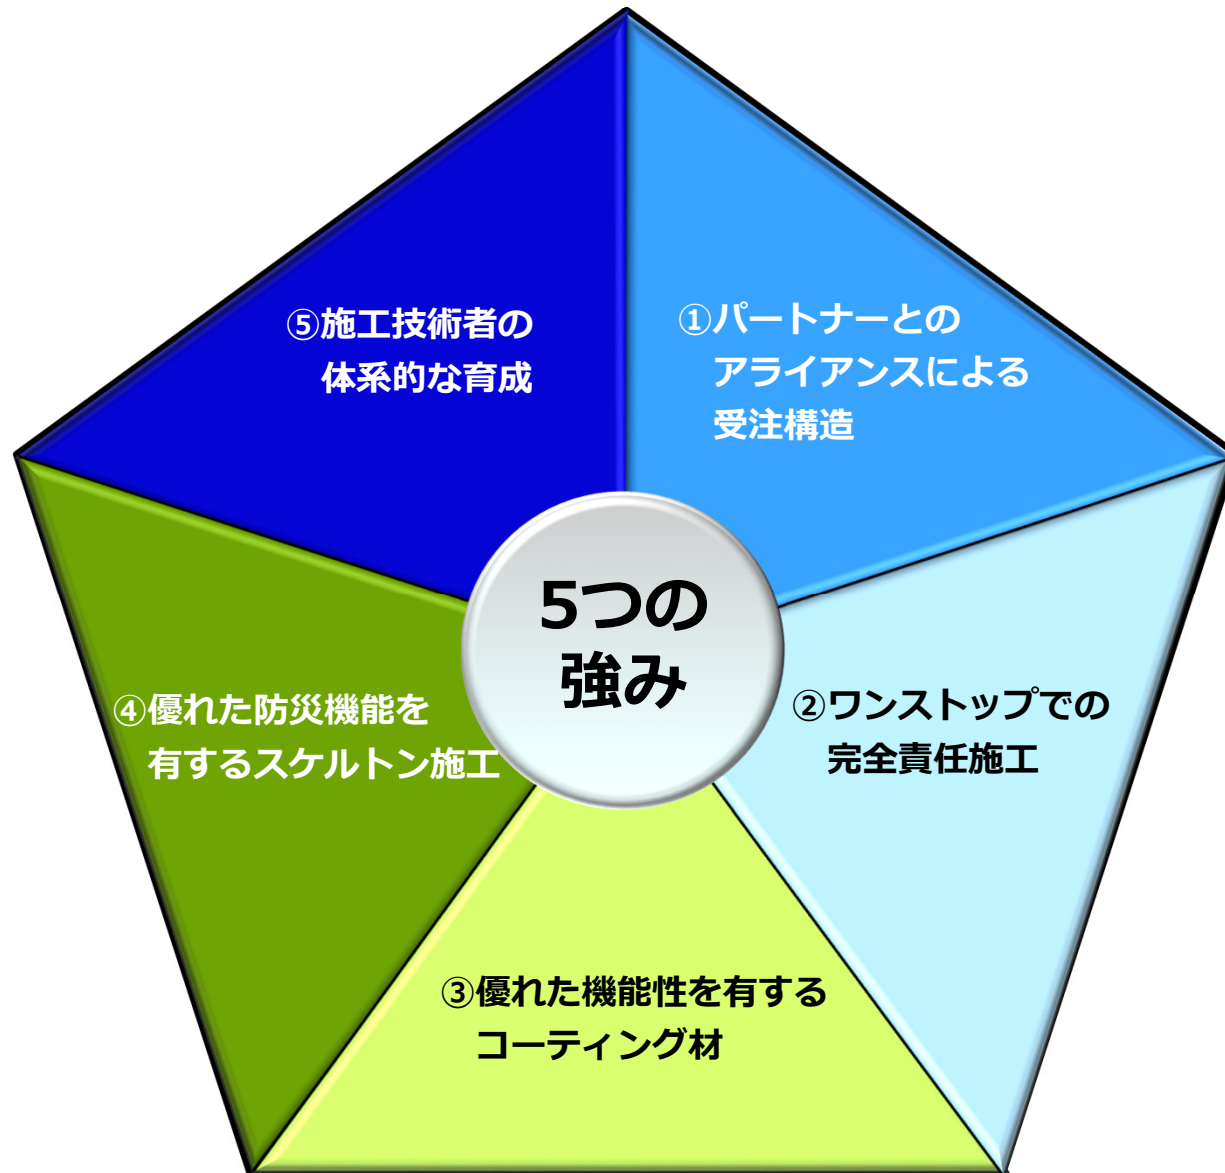 5つの
強み
①パートナーとの
アライアンスによる
受注構造
②ワンストップでの
完全責任施工
③優れた機能性を有する
コーティング材
④優れた防災機能を
有するスケルトン施工
⑤施工技術者の
体系的な育成